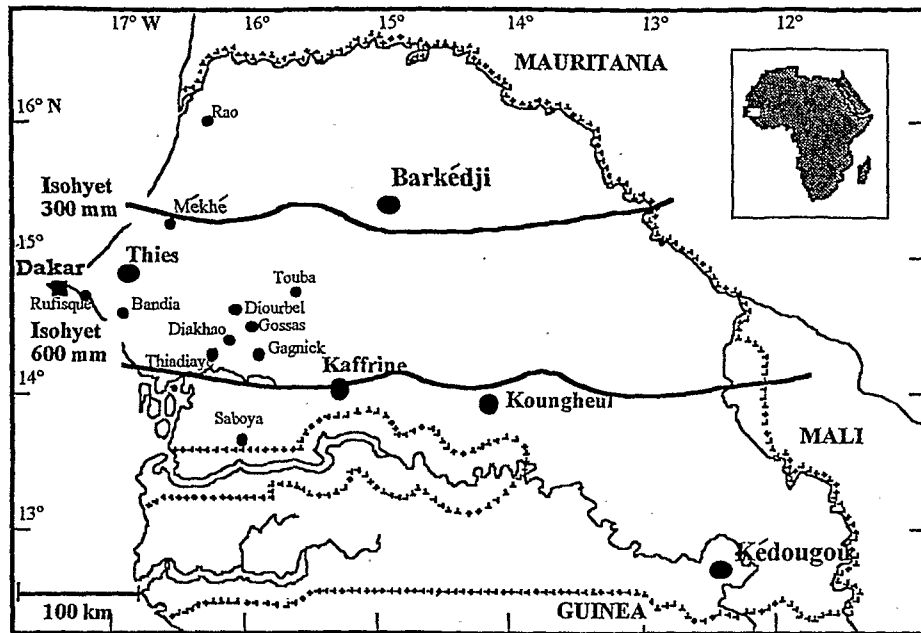 17° W
16°
15°
14°
13°
12°
MAURITANIA
16° N
Rao
Barkédji
Isohyet
300 mm
Mékhé
15°
Thies
Dakar
Touba
Rufisque
Bandia
Diourbel
Gossas
Isohyet
600 mm
Diakhao
Thiadiaye
Gagnick
Kaffrine
14°
Koungheul
Saboya
MALI
13°
Kédougou
100 km
GUINEA